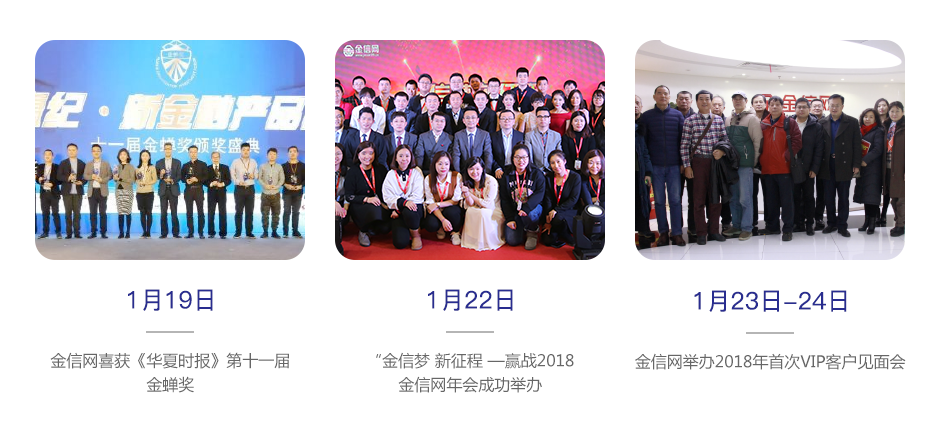 纪·新金融产品
十一届金蝉奖颁奖盛典
金信网
金信网
1月19日
1月22日
1月23日-24日
金信网喜获《华夏时报》第十一届
金蝉奖
“金信梦 新征程 —赢战2018
金信网年会成功举办
金信网举办2018年首次VIP客户见面会